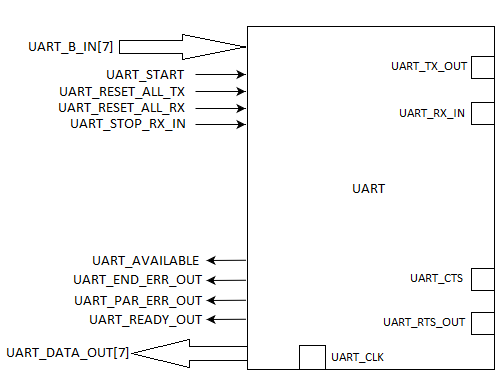 UART_B_IN[7]
UART_START
UART_RESET_ALL_TX
UART_RESET_ALL_RX
UART_STOP_RX_IN
UART_TX_OUT
UART_RX_IN
UART
UART_AVAILABLE
UART_END_ERR_OUT
UART_PAR_ERR_OUT
UART_READY_OUT
UART_DATA_OUT[7]
UART_CTS
UART_RTS_OUT
UART_CLK